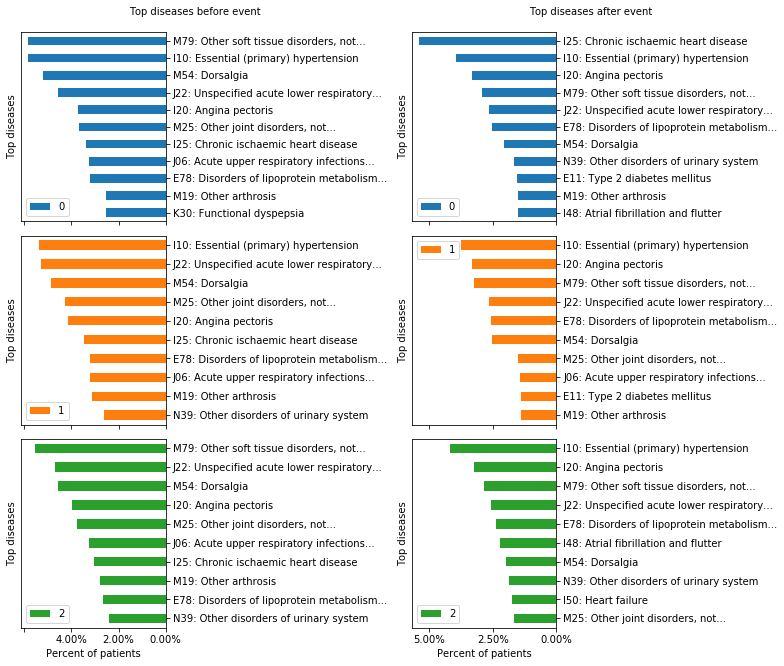 Top diseases before event
Top diseases
M79: Other soft tissue disorders, not...
I10: Essential (primary) hypertension
M54: Dorsalgia
J22: Unspecified acute lower respiratory...
I20: Angina pectoris
M25: Other joint disorders, not...
I25: Chronic ischaemic heart disease
J06: Acute upper respiratory infections...
E78: Disorders of lipoprotein metabolism...
M19: Other arthrosis
K30: Functional dyspepsia
0
Top diseases
I10: Essential (primary) hypertension
J22: Unspecified acute lower respiratory...
M54: Dorsalgia
M25: Other joint disorders, not...
I20: Angina pectoris
I25: Chronic ischaemic heart disease
E78: Disorders of lipoprotein metabolism...
J06: Acute upper respiratory infections...
M19: Other arthrosis
N39: Other disorders of urinary system
1
Top diseases
M79: Other soft tissue disorders, not...
J22: Unspecified acute lower respiratory...
M54: Dorsalgia
I20: Angina pectoris
M25: Other joint disorders, not...
J06: Acute upper respiratory infections...
I25: Chronic ischaemic heart disease
M19: Other arthrosis
E78: Disorders of lipoprotein metabolism...
N39: Other disorders of urinary system
2
4.00% 2.00% 0.00%
Percent of patients
Top diseases after event
Top diseases
I25: Chronic ischaemic heart disease
I10: Essential (primary) hypertension
I20: Angina pectoris
M79: Other soft tissue disorders, not...
J22: Unspecified acute lower respiratory...
E78: Disorders of lipoprotein metabolism...
M54: Dorsalgia
N39: Other disorders of urinary system
E11: Type 2 diabetes mellitus
M19: Other arthrosis
I48: Atrial fibrillation and flutter
0
Top diseases
1
I10: Essential (primary) hypertension
I20: Angina pectoris
M79: Other soft tissue disorders, not...
J22: Unspecified acute lower respiratory...
E78: Disorders of lipoprotein metabolism...
M54: Dorsalgia
M25: Other joint disorders, not...
J06: Acute upper respiratory infections...
E11: Type 2 diabetes mellitus
M19: Other arthrosis
Top diseases
I10: Essential (primary) hypertension
I20: Angina pectoris
M79: Other soft tissue disorders, not...
J22: Unspecified acute lower respiratory...
E78: Disorders of lipoprotein metabolism...
I48: Atrial fibrillation and flutter
M54: Dorsalgia
N39: Other disorders of urinary system
I50: Heart failure
M25: Other joint disorders, not...
2
5.00% 2.50% 0.00%
Percent of patients